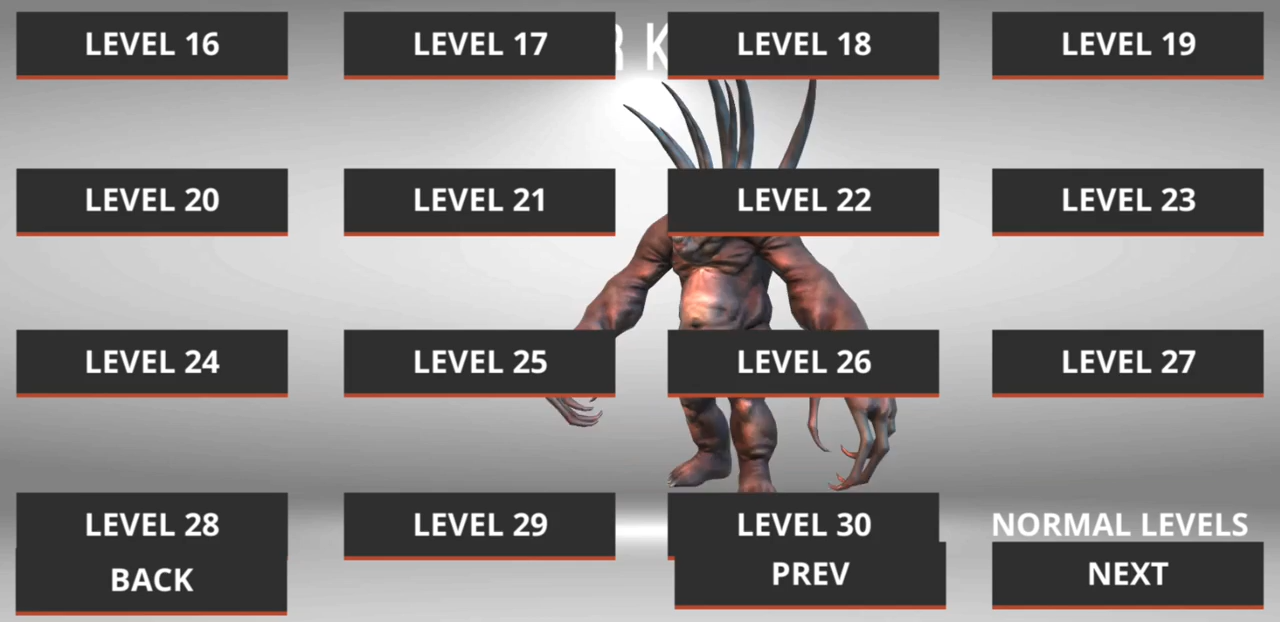 LEVEL 16
LEVEL 17
LEVEL 18
LEVEL 19
LEVEL 20
LEVEL 21
LEVEL 22
LEVEL 23
LEVEL 24
LEVEL 25
LEVEL 26
LEVEL 27
LEVEL 28
LEVEL 29
LEVEL 30
NORMAL LEVELS
BACK
PREV
NEXT